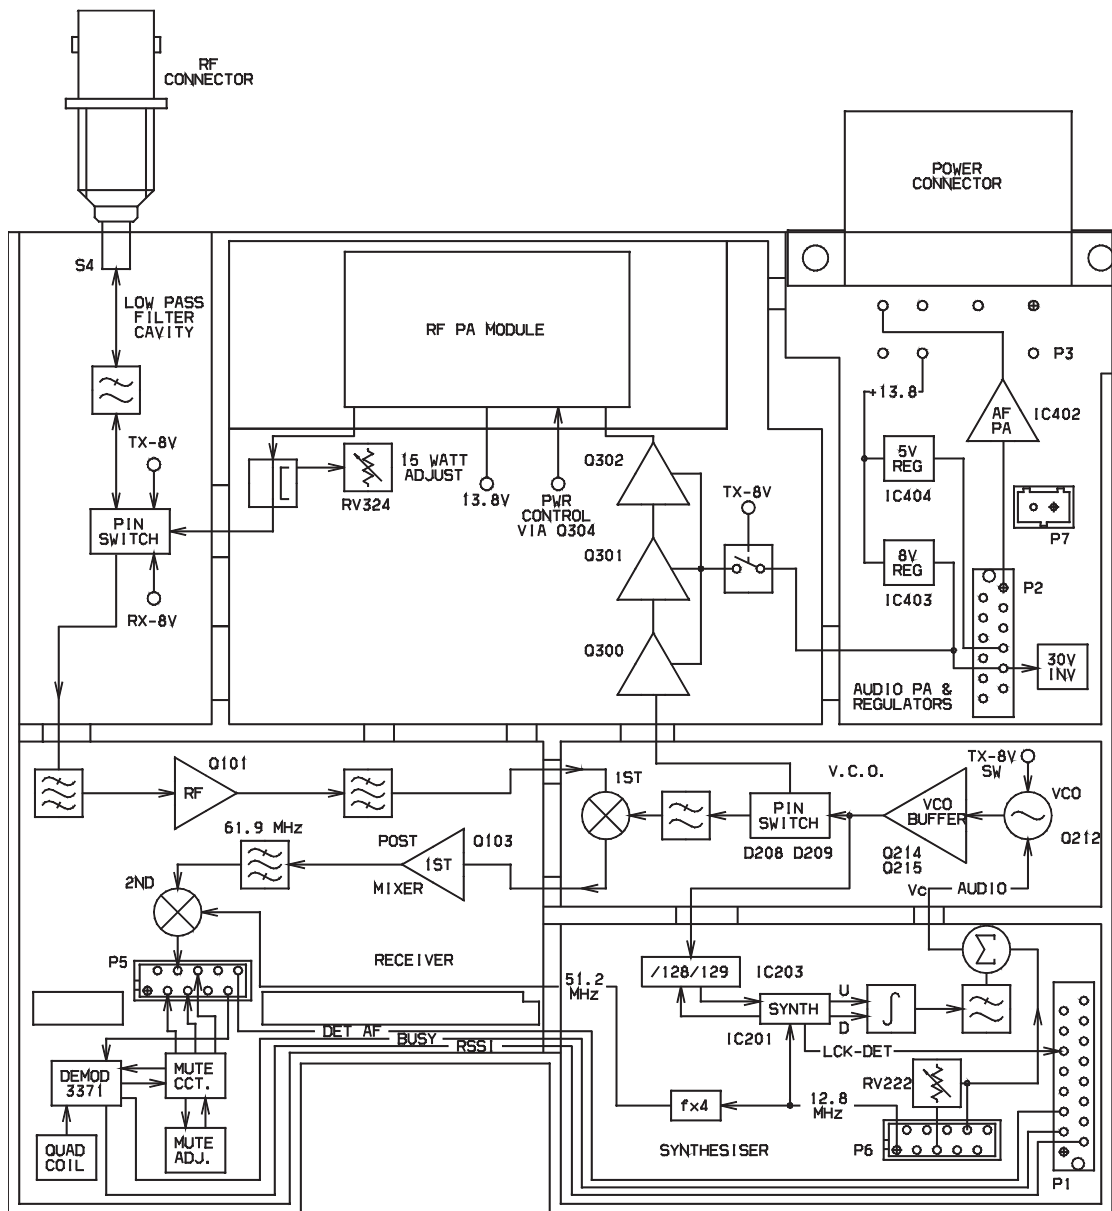 RF
CONNECTOR
POWER
CONNECTOR
S4
LOW PASS
FILTER
CAVITY
RF PA MODULE
P3
+13.8
AF
PA
IC402
TX-8V
15 WATT
ADJUST
RV324
13.8V
PWR
CONTROL
VIA Q304
Q302
TX-8V
5V
REG
IC404
P7
PIN
SWITCH
RX-8V
Q301
8V
REG
IC403
P2
Q300
30V
INV
AUDIO PA &
REGULATORS
Q101
RF
1ST
V.C.O.
TX-8V
SW
VCO
PIN
SWITCH
VCO
BUFFER
D208 D209
Q212
Q214
Q215
61.9 MHz
POST
1ST
MIXER
Q103
2ND
Vc
AUDIO
P5
RECEIVER
51.2
MHz
/128/129
IC203
Σ
SYNTH
U
D
∫
IC201
DET AF
BUSY
RSSI
LCK-DET
DEMOD
3371
MUTE
CCT.
RV222
fx4
12.8
MHz
QUAD
COIL
MUTE
ADJ.
SYNTHESISER
P6
P1